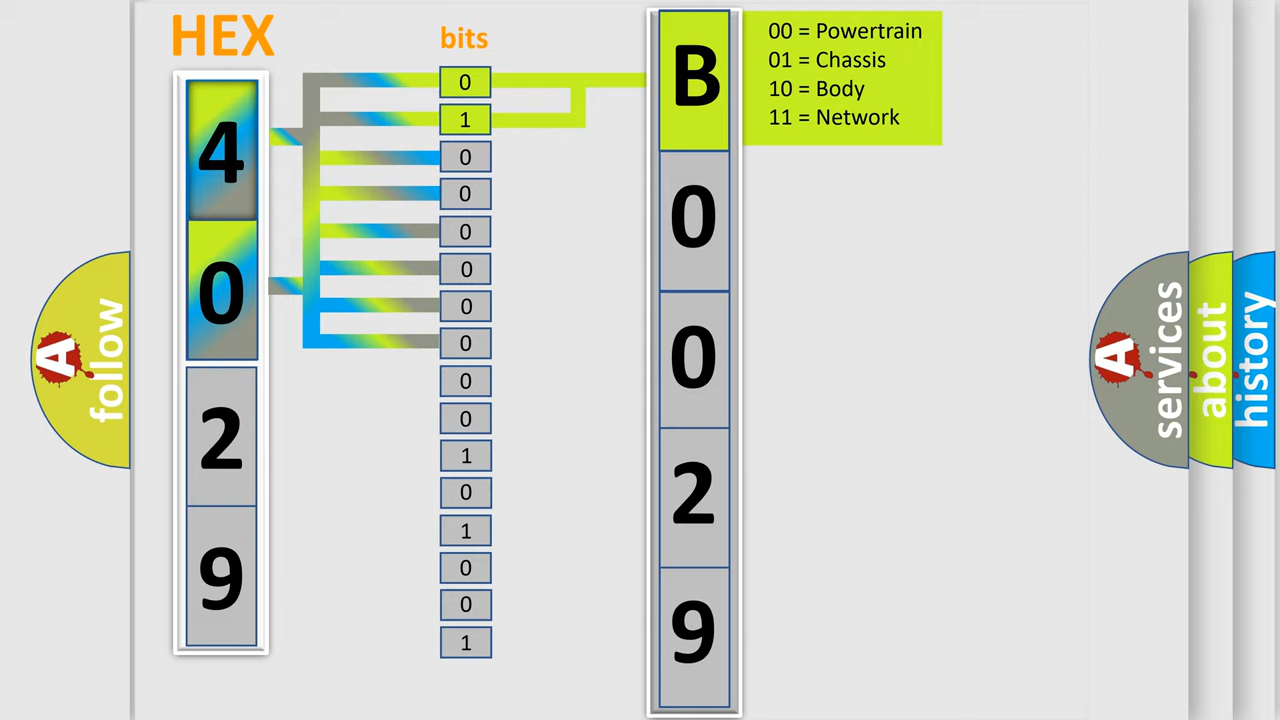 HEX
bits
4
0
2
9
0
1
0
0
0
0
0
0
0
0
1
0
1
0
0
1
B
0
0
2
9
00 = Powertrain
01 = Chassis
10 = Body
11 = Network
A
follow
A
services
about
history